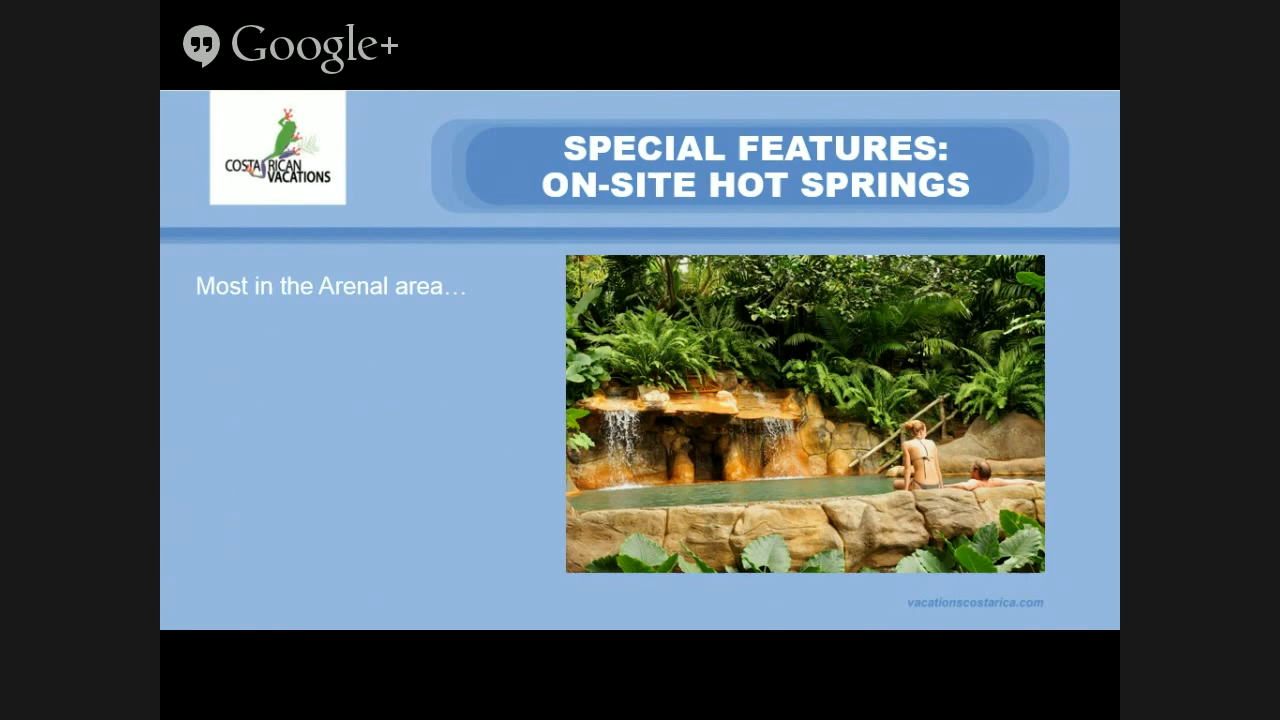 Google+
COSTA RICAN
VACATIONS
SPECIAL FEATURES:
ON-SITE HOT SPRINGS
Most in the Arenal area…
vacationscostarica.com